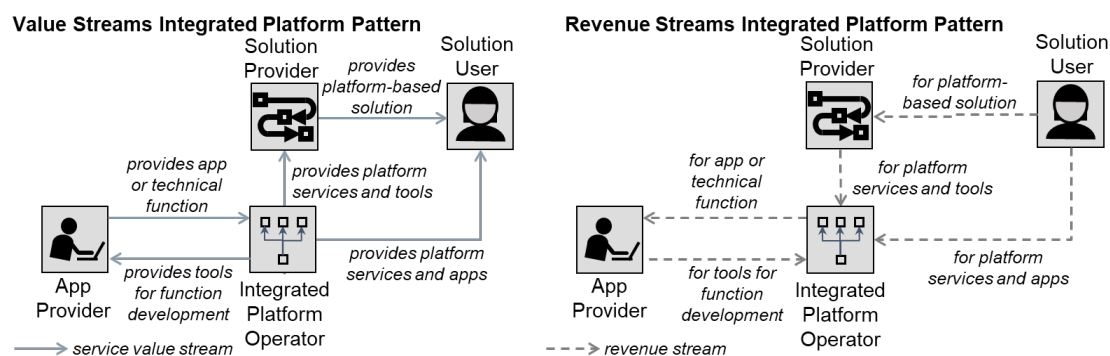 Value Streams Integrated Platform Pattern
Solution
Provider
provides
platform-based
solution
Solution
User
provides app
or technical
function
provides platform
services and tools
provides platform
services and apps
provides tools
for function
development
App
Provider
Integrated
Platform
Operator
service value stream
Revenue Streams Integrated Platform Pattern
Solution
Provider
for platform-
based solution
Solution
User
for app or
technical
function
for platform
services and tools
for platform
services and apps
for tools for
function
development
App
Provider
Integrated
Platform
Operator
revenue stream